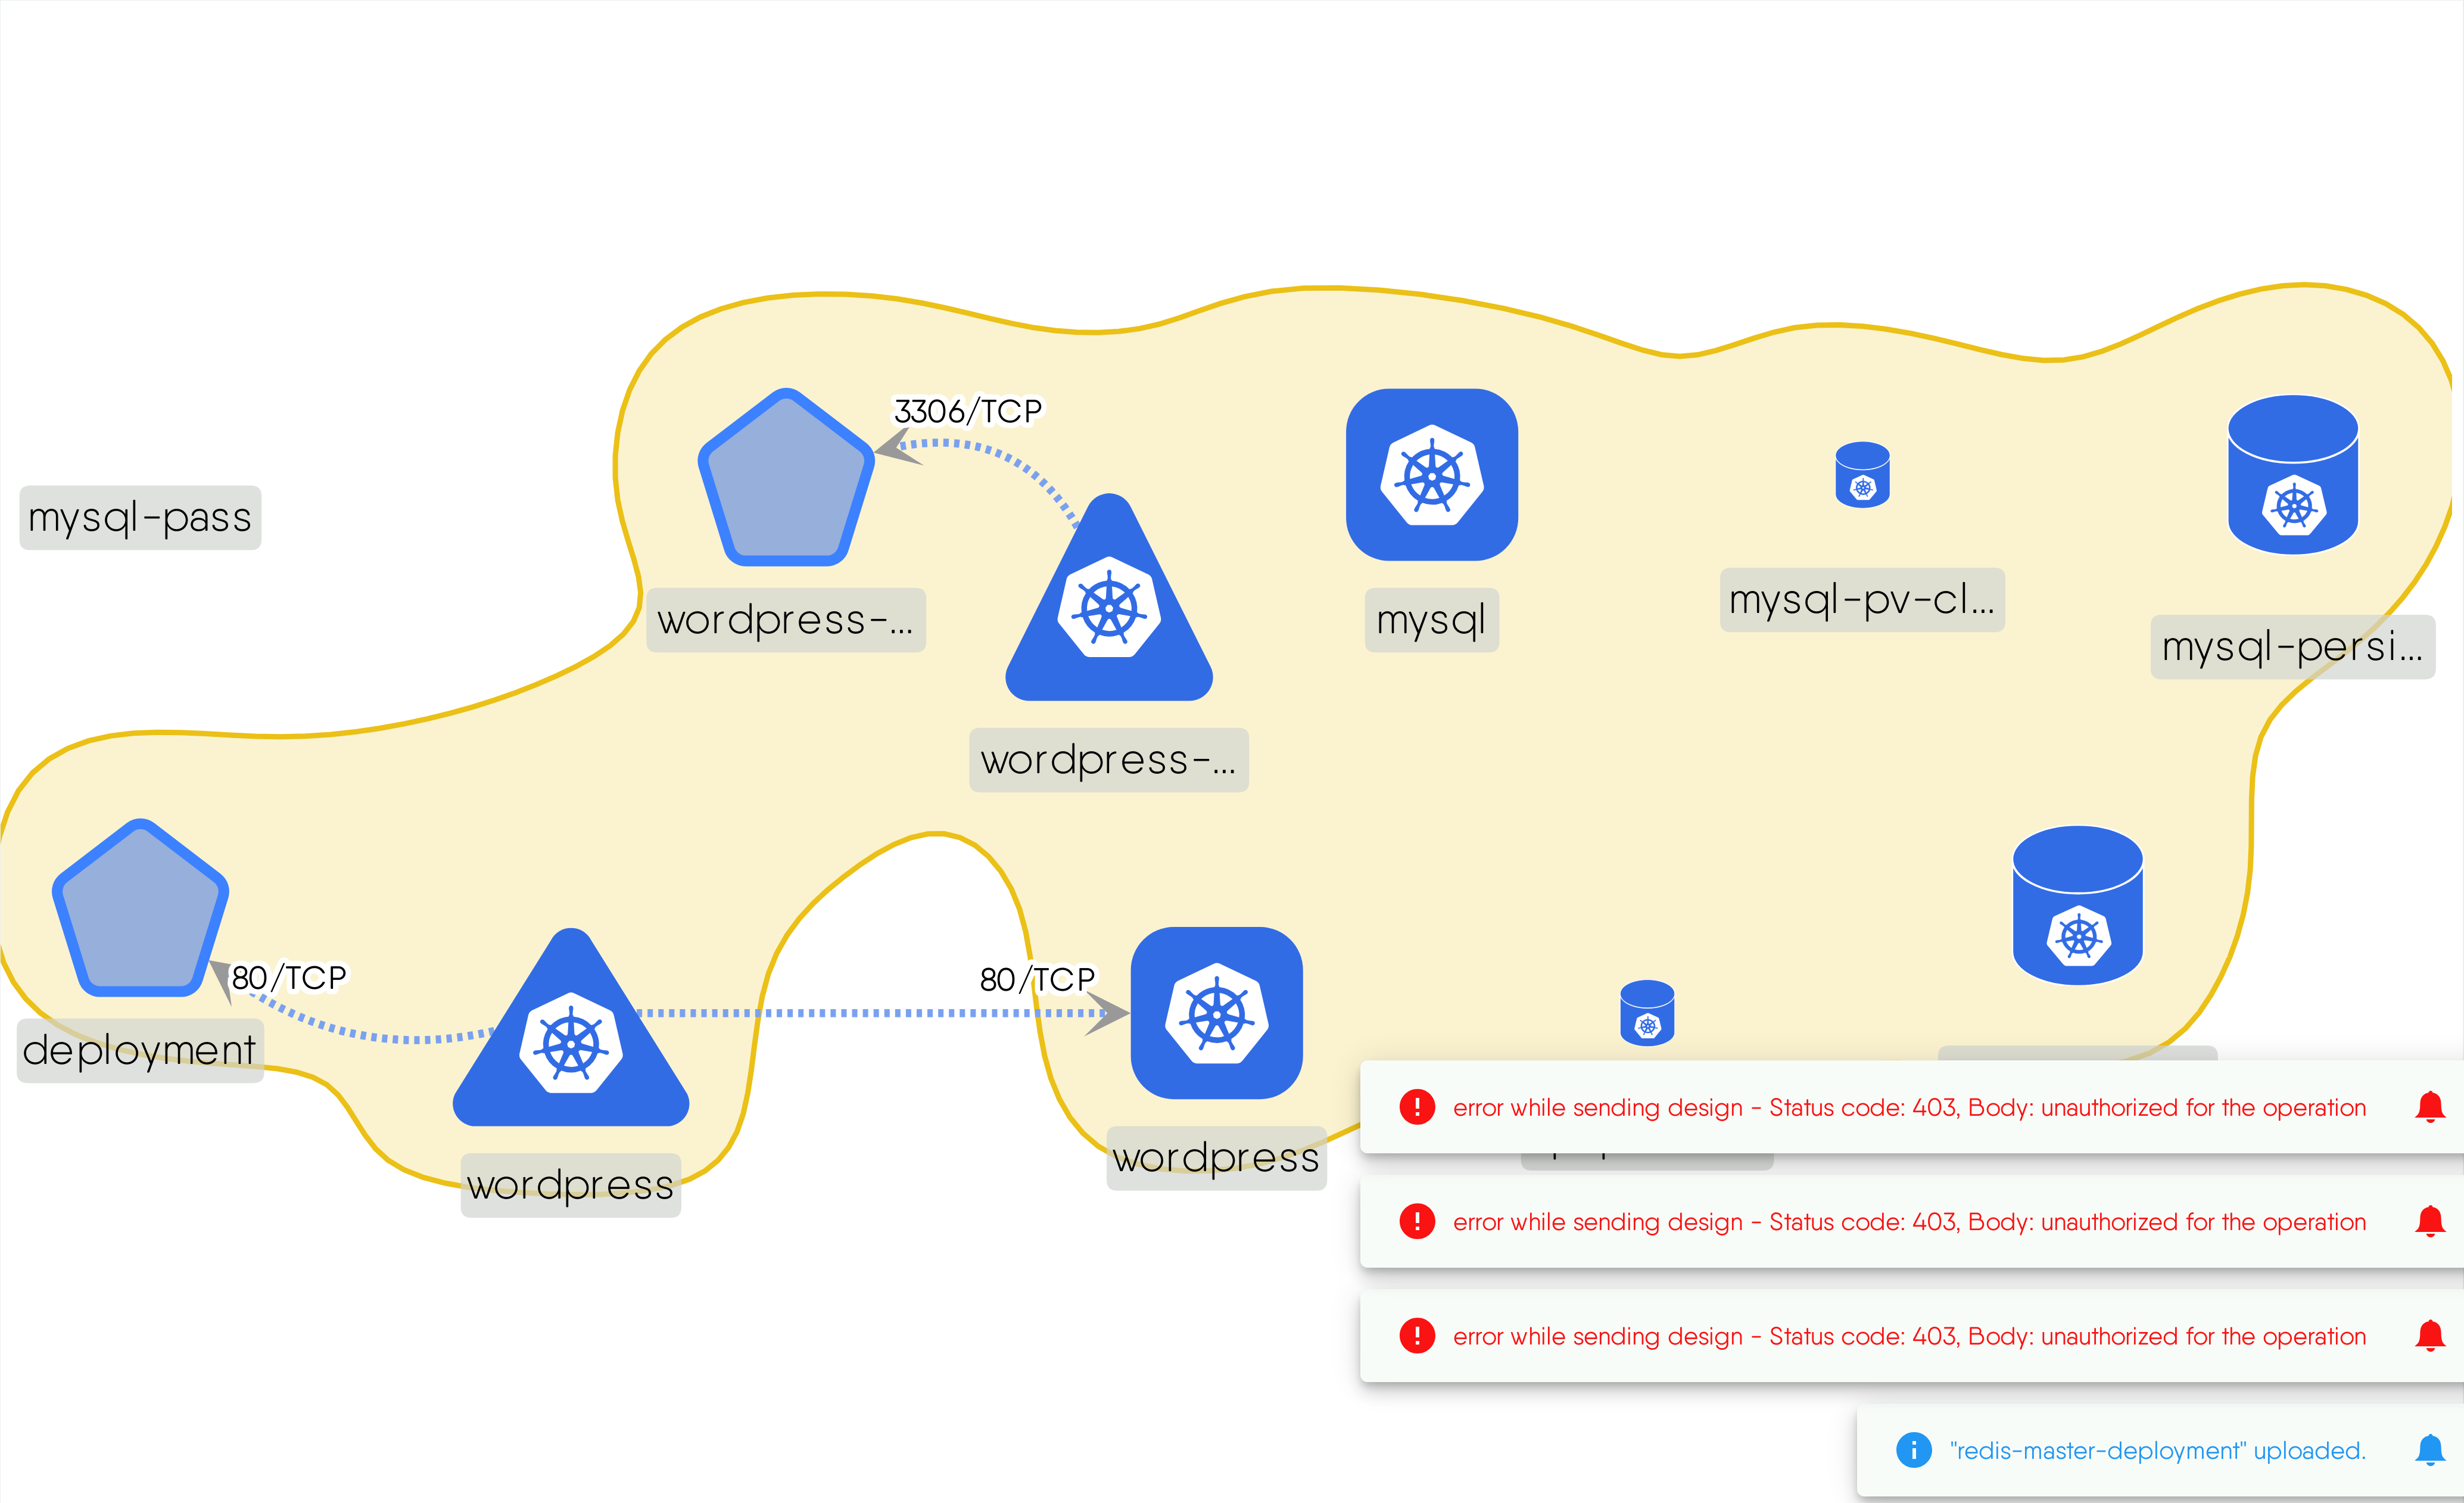 3306/TCP
mysql-pass
wordpress-...
mysql
mysql-pv-cl...
mysql-persi...
wordpress-...
80/TCP
80/TCP
deployment
wordpress
wordpress
error while sending design - Status code: 403, Body: unauthorized for the operation
error while sending design - Status code: 403, Body: unauthorized for the operation
error while sending design - Status code: 403, Body: unauthorized for the operation
"redis-master-deployment" uploaded.